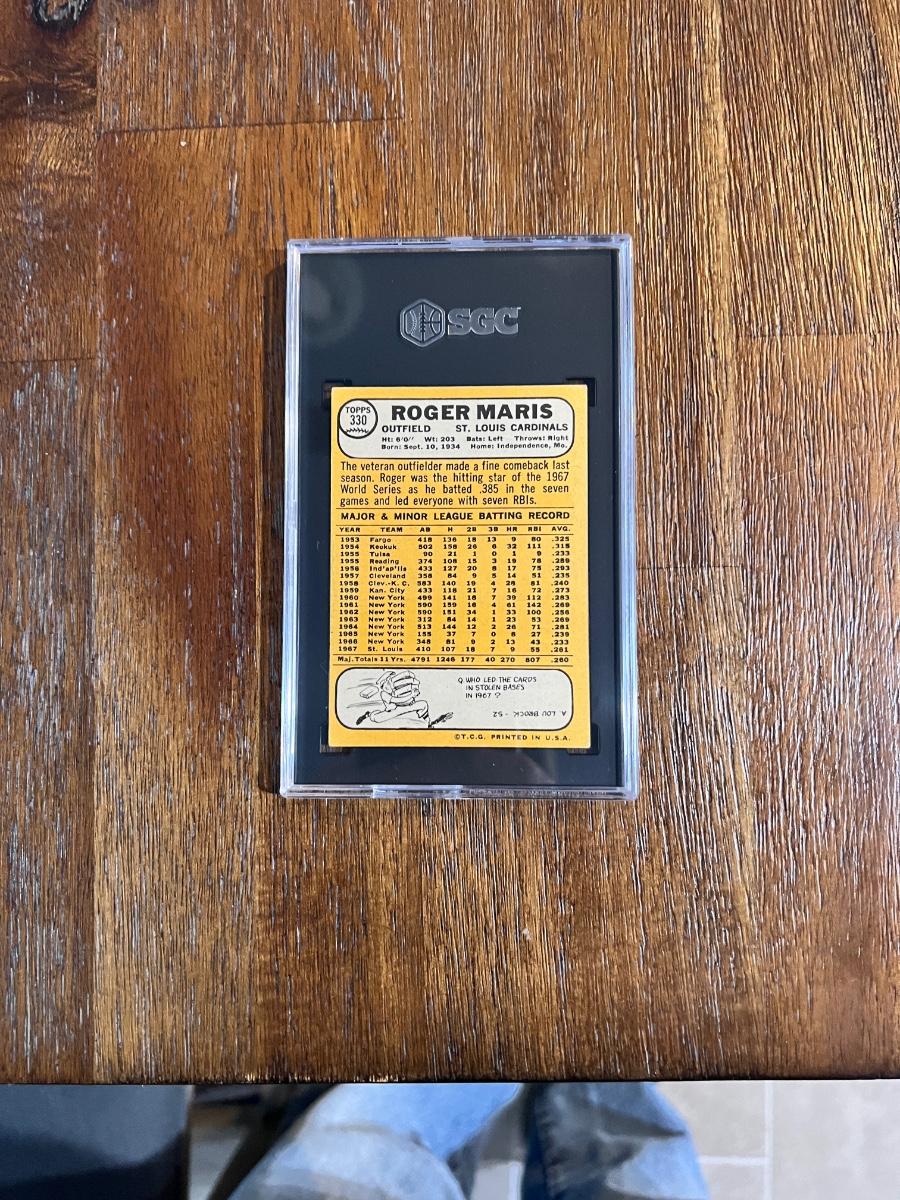 SGC
TOPPS
330
ROGER MARIS
OUTFIELD ST. LOUIS CARDINALS
Ht: 6'0" Wt: 203 Bats: Left Throws: Right
Born: Sept. 10, 1934 Home: Independence, Mo.
The veteran outfielder made a fine comeback last
season. Roger was the hitting star of the 1967
World Series as he batted .385 in the seven
games and led everyone with seven RBIs.
MAJOR & MINOR LEAGUE BATTING RECORD
YEAR TEAM AB H 2B 3B HR RBI AVG.
1953 Fargo 418 136 18 13 9 80 .325
1954 Keokuk 502 158 26 6 32 111 .315
1955 Tulsa 90 21 1 0 1 9 .233
1955 Reading 374 108 15 3 19 78 .289
1956 Ind'ap'lis 433 127 20 8 17 75 .293
1957 Cleveland 358 84 9 5 14 51 .235
1958 Clev.-K. C. 583 140 19 4 28 81 .240
1959 Kan. City 433 118 21 7 16 72 .273
1960 New York 499 141 18 7 39 112 .283
1961 New York 590 159 16 4 61 142 .269
1962 New York 590 151 34 1 33 100 .256
1963 New York 312 84 14 1 23 53 .269
1964 New York 513 144 12 2 26 71 .281
1965 New York 155 37 7 0 8 27 .239
1966 New York 348 81 9 2 13 43 .233
1967 St. Louis 410 107 18 7 9 55 .261
Maj. Totals 11 Yrs. 4791 1246 177 40 270 807 .260
Q. WHO LED THE CARDS
IN STOLEN BASES
IN 1967 ?
A. LOU BROCK - 52
©T.C.G. PRINTED IN U.S.A.